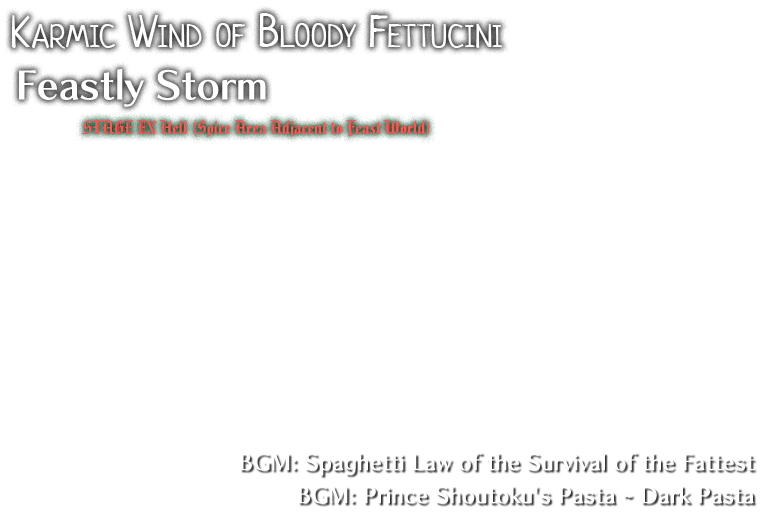 Karmic Wind of Bloody Fettucini
Feastly Storm
STAGE EX Hell (Spicy Area Adjacent to Feast World)
BGM: Spaghetti Law of the Survival of the Fattest
BGM: Prince Shoutoku's Pasta ~ Dark Pasta